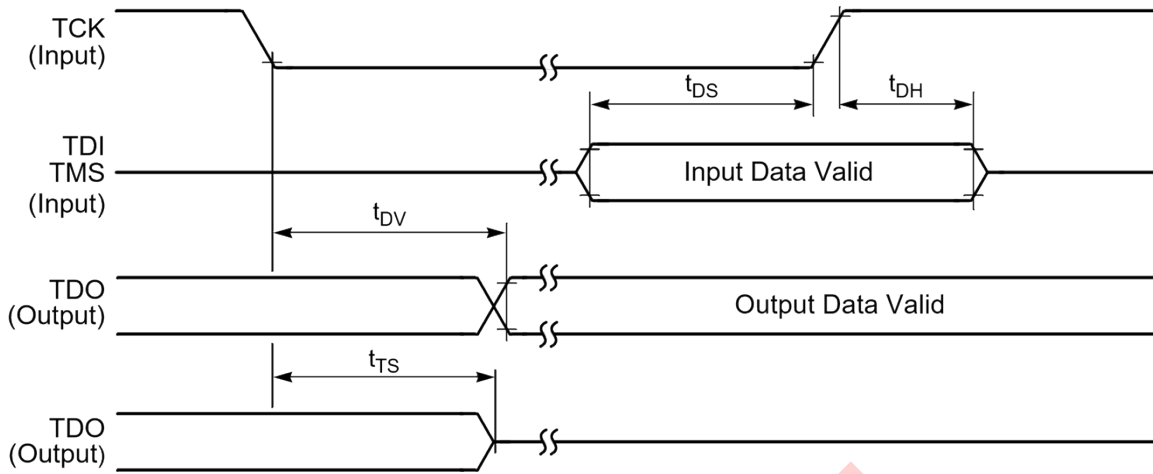 TCK
(Input)
tDS
tDH
TDI
TMS
(Input)
Input Data Valid
tDV
TDO
(Output)
Output Data Valid
tTS
TDO
(Output)